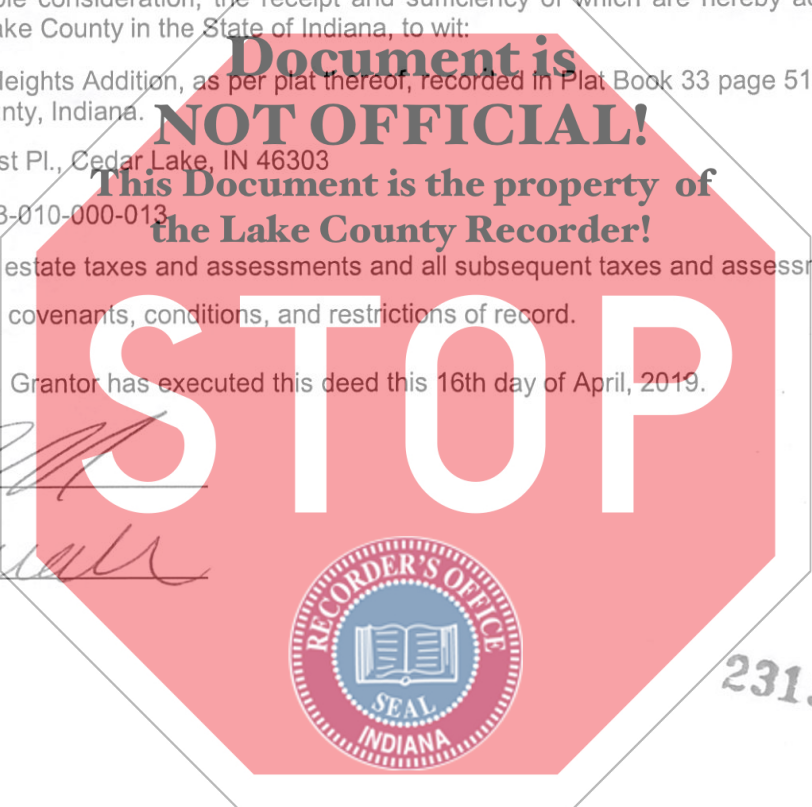 ble consideration, the receipt and sufficiency of which are hereby
ake County in the State of Indiana, to wit:
Document is
Heights Addition, as per plat thereof, recorded in Plat Book 33 page 51
nty, Indiana.
NOT OFFICIAL!
st Pl., Cedar Lake, IN 46303
This Document is the property of
3-010-000-013
the Lake County Recorder!
estate taxes and assessments and all subsequent taxes and assessm
covenants, conditions, and restrictions of record.
STOP
Grantor has executed this deed this 16th day of April, 2019.
RECORDER'S OFFICE
SEAL
INDIANA
231